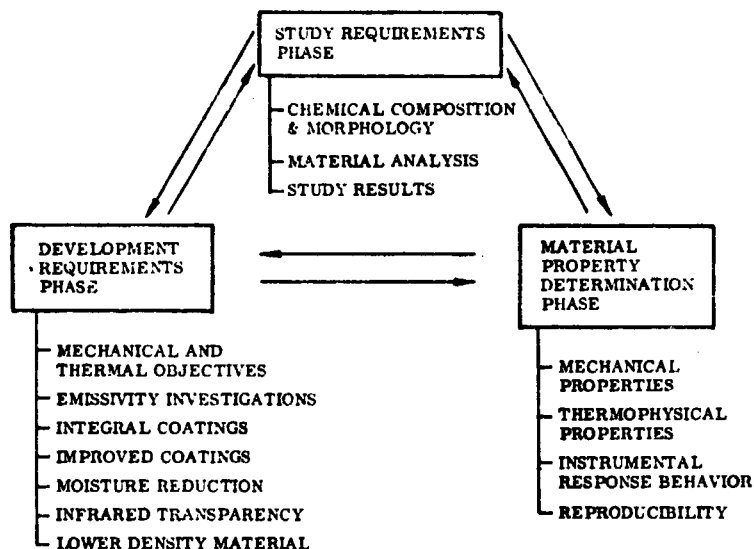 STUDY REQUIREMENTS
PHASE
CHEMICAL COMPOSITION
& MORPHOLOGY
MATERIAL ANALYSIS
STUDY RESULTS
DEVELOPMENT
REQUIREMENTS
PHASE
MECHANICAL AND
THERMAL OBJECTIVES
EMISSIVITY INVESTIGATIONS
INTEGRAL COATINGS
IMPROVED COATINGS
MOISTURE REDUCTION
INFRARED TRANSPARENCY
LOWER DENSITY MATERIAL
MATERIAL
PROPERTY
DETERMINATION
PHASE
MECHANICAL
PROPERTIES
THERMOPHYSICAL
PROPERTIES
INSTRUMENTAL
RESPONSE BEHAVIOR
REPRODUCIBILITY